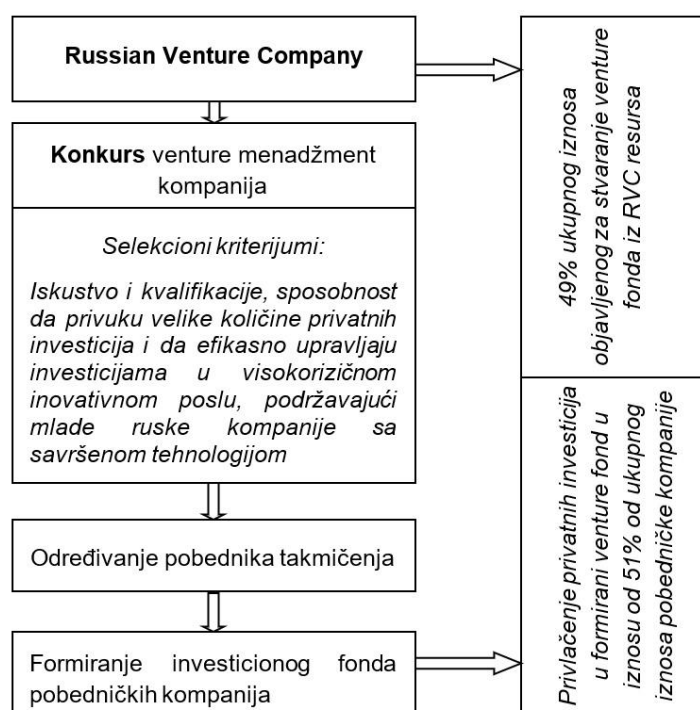 Russian Venture Company
Konkurs venture menadžment
kompanija
Selekcioni kriterijumi:
Iskustvo i kvalifikacije, sposobnost
da privuku velike količine privatnih
investicija i da efikasno upravljaju
investicijama u visokorizičnom
inovativnom poslu, podržavajući
mlade ruske kompanije sa
savršenom tehnologijom
Određivanje pobednika takmičenja
Formiranje investicionog fonda
pobedničkih kompanija
49% ukupnog iznosa
objavljenog za stvaranje venture
fonda iz RVC resursa
Privlačenje privatnih investicija
u formirani venture fond u
iznosu od 51% od ukupnog
iznosa pobedničke kompanije